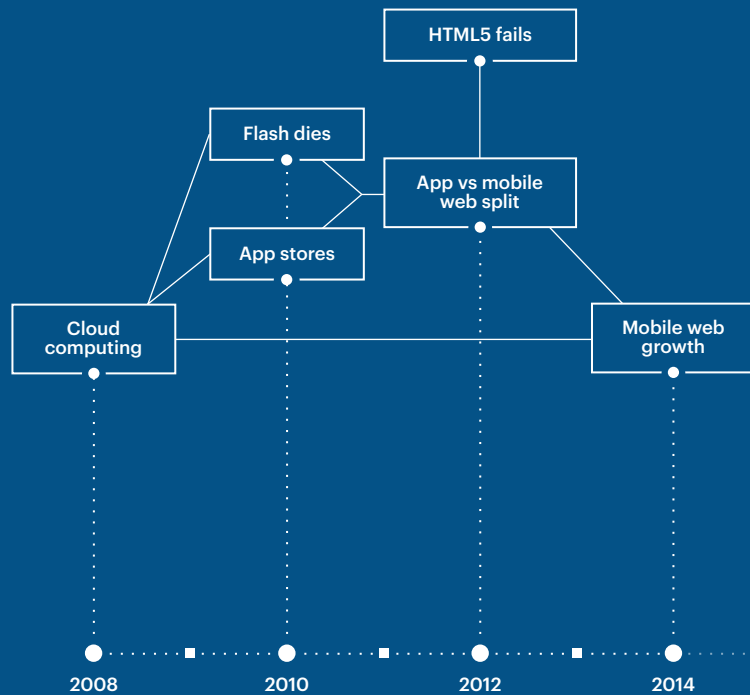 HTML5 fails
Flash dies
App vs mobile
web split
App stores
Cloud
computing
Mobile web
growth
2008
2010
2012
2014